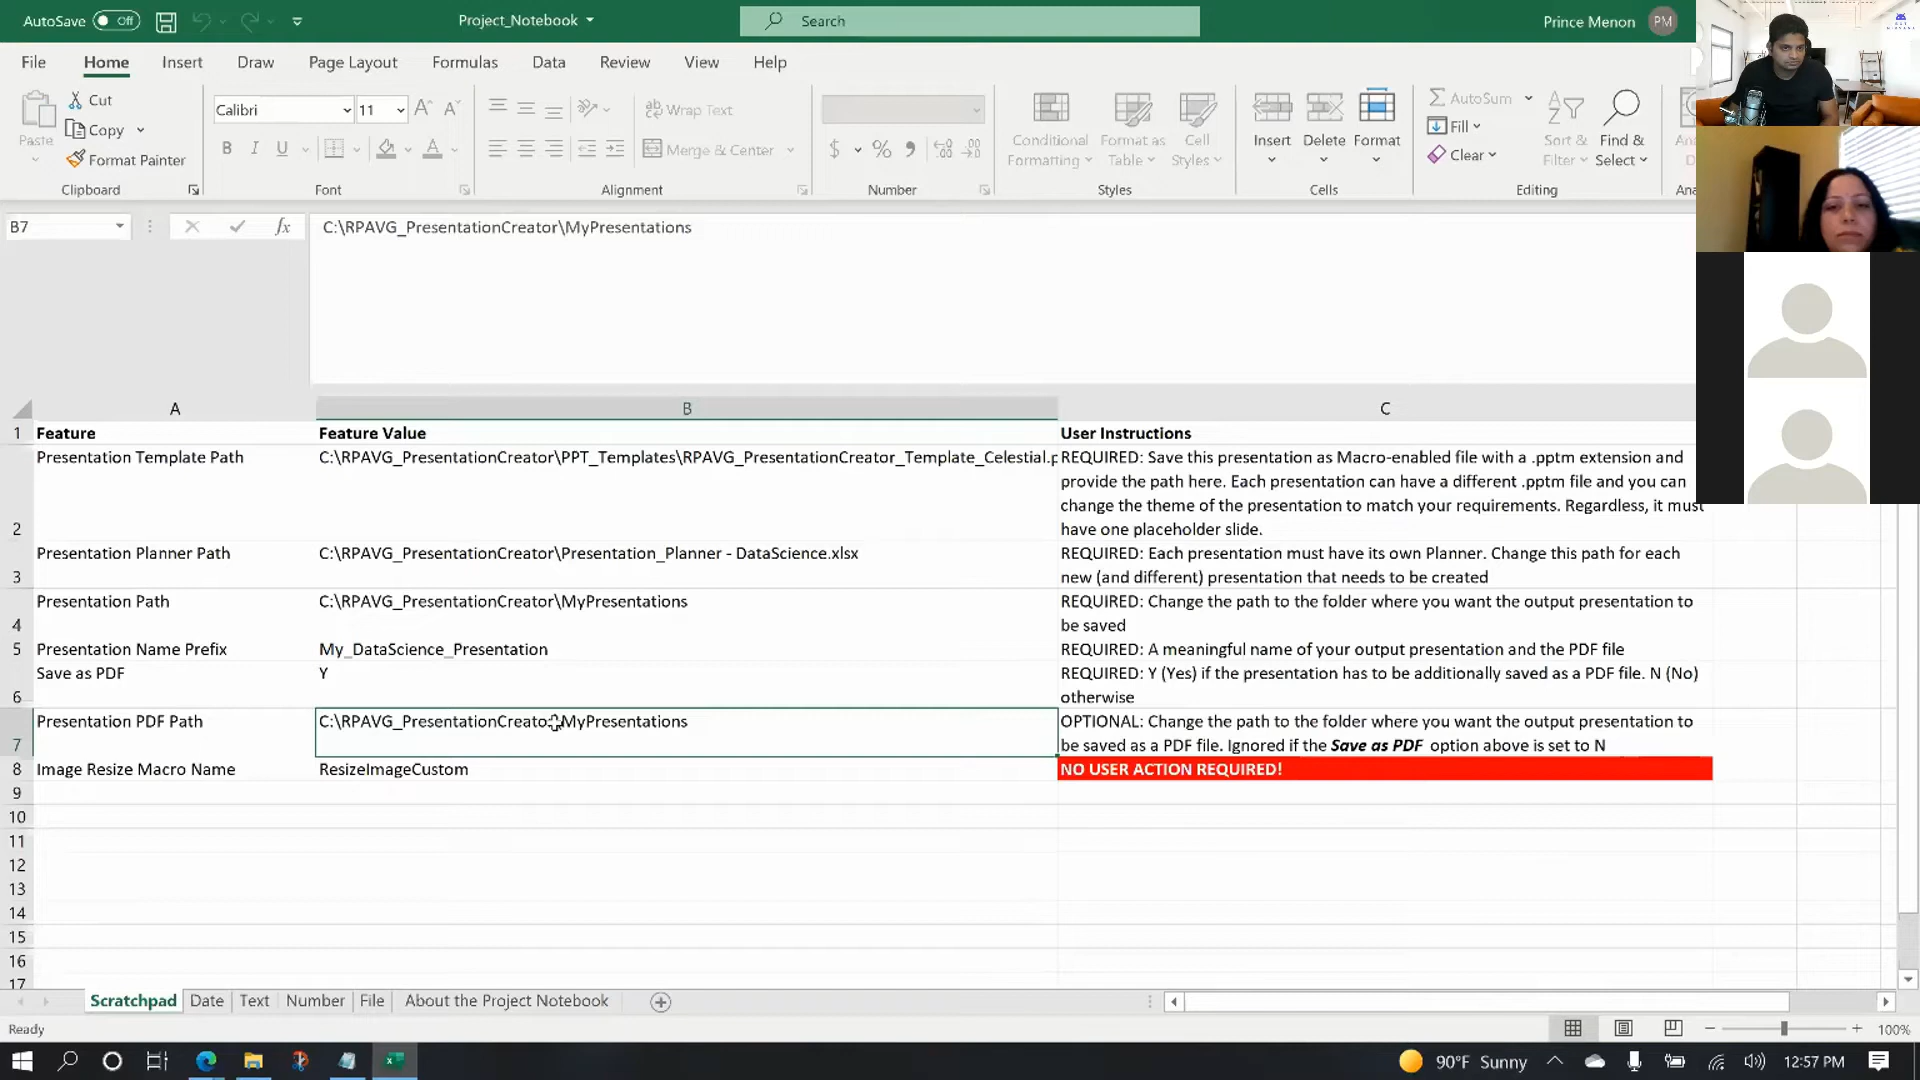 AutoSave Off Project_Notebook Search Prince Menon PM
File Home Insert Draw Page Layout Formulas Data Review View Help
Paste Cut Copy Format Painter Clipboard
Calibri 11 B I U Font
Wrap Text Merge & Center Alignment
$ % Number
Conditional Formatting Format as Table Cell Styles Styles
Insert Delete Format Cells
AutoSum Fill Clear Sort & Filter Find & Select Editing
B7 fx C:\RPAVG_PresentationCreator\MyPresentations
A B C
1 Feature Feature Value User Instructions
Presentation Template Path C:\RPAVG_PresentationCreator\PPT_Templates\RPAVG_PresentationCreator_Template_Celestial.p REQUIRED: Save this presentation as Macro-enabled file with a .pptm extension and
provide the path here. Each presentation can have a different .pptm file and you can
change the theme of the presentation to match your requirements. Regardless, it must
2 have one placeholder slide.
Presentation Planner Path C:\RPAVG_PresentationCreator\Presentation_Planner - DataScience.xlsx REQUIRED: Each presentation must have its own Planner. Change this path for each
3 new (and different) presentation that needs to be created
Presentation Path C:\RPAVG_PresentationCreator\MyPresentations REQUIRED: Change the path to the folder where you want the output presentation to
4 be saved
5 Presentation Name Prefix My_DataScience_Presentation REQUIRED: A meaningful name of your output presentation and the PDF file
Save as PDF Y REQUIRED: Y (Yes) if the presentation has to be additionally saved as a PDF file. N (No)
6 otherwise
Presentation PDF Path C:\RPAVG_PresentationCreator\MyPresentations OPTIONAL: Change the path to the folder where you want the output presentation to
7 be saved as a PDF file. Ignored if the Save as PDF option above is set to N
8 Image Resize Macro Name ResizeImageCustom NO USER ACTION REQUIRED!
9
10
11
12
13
14
15
16
17
Scratchpad Date Text Number File About the Project Notebook
Ready 100%
90°F Sunny 12:57 PM